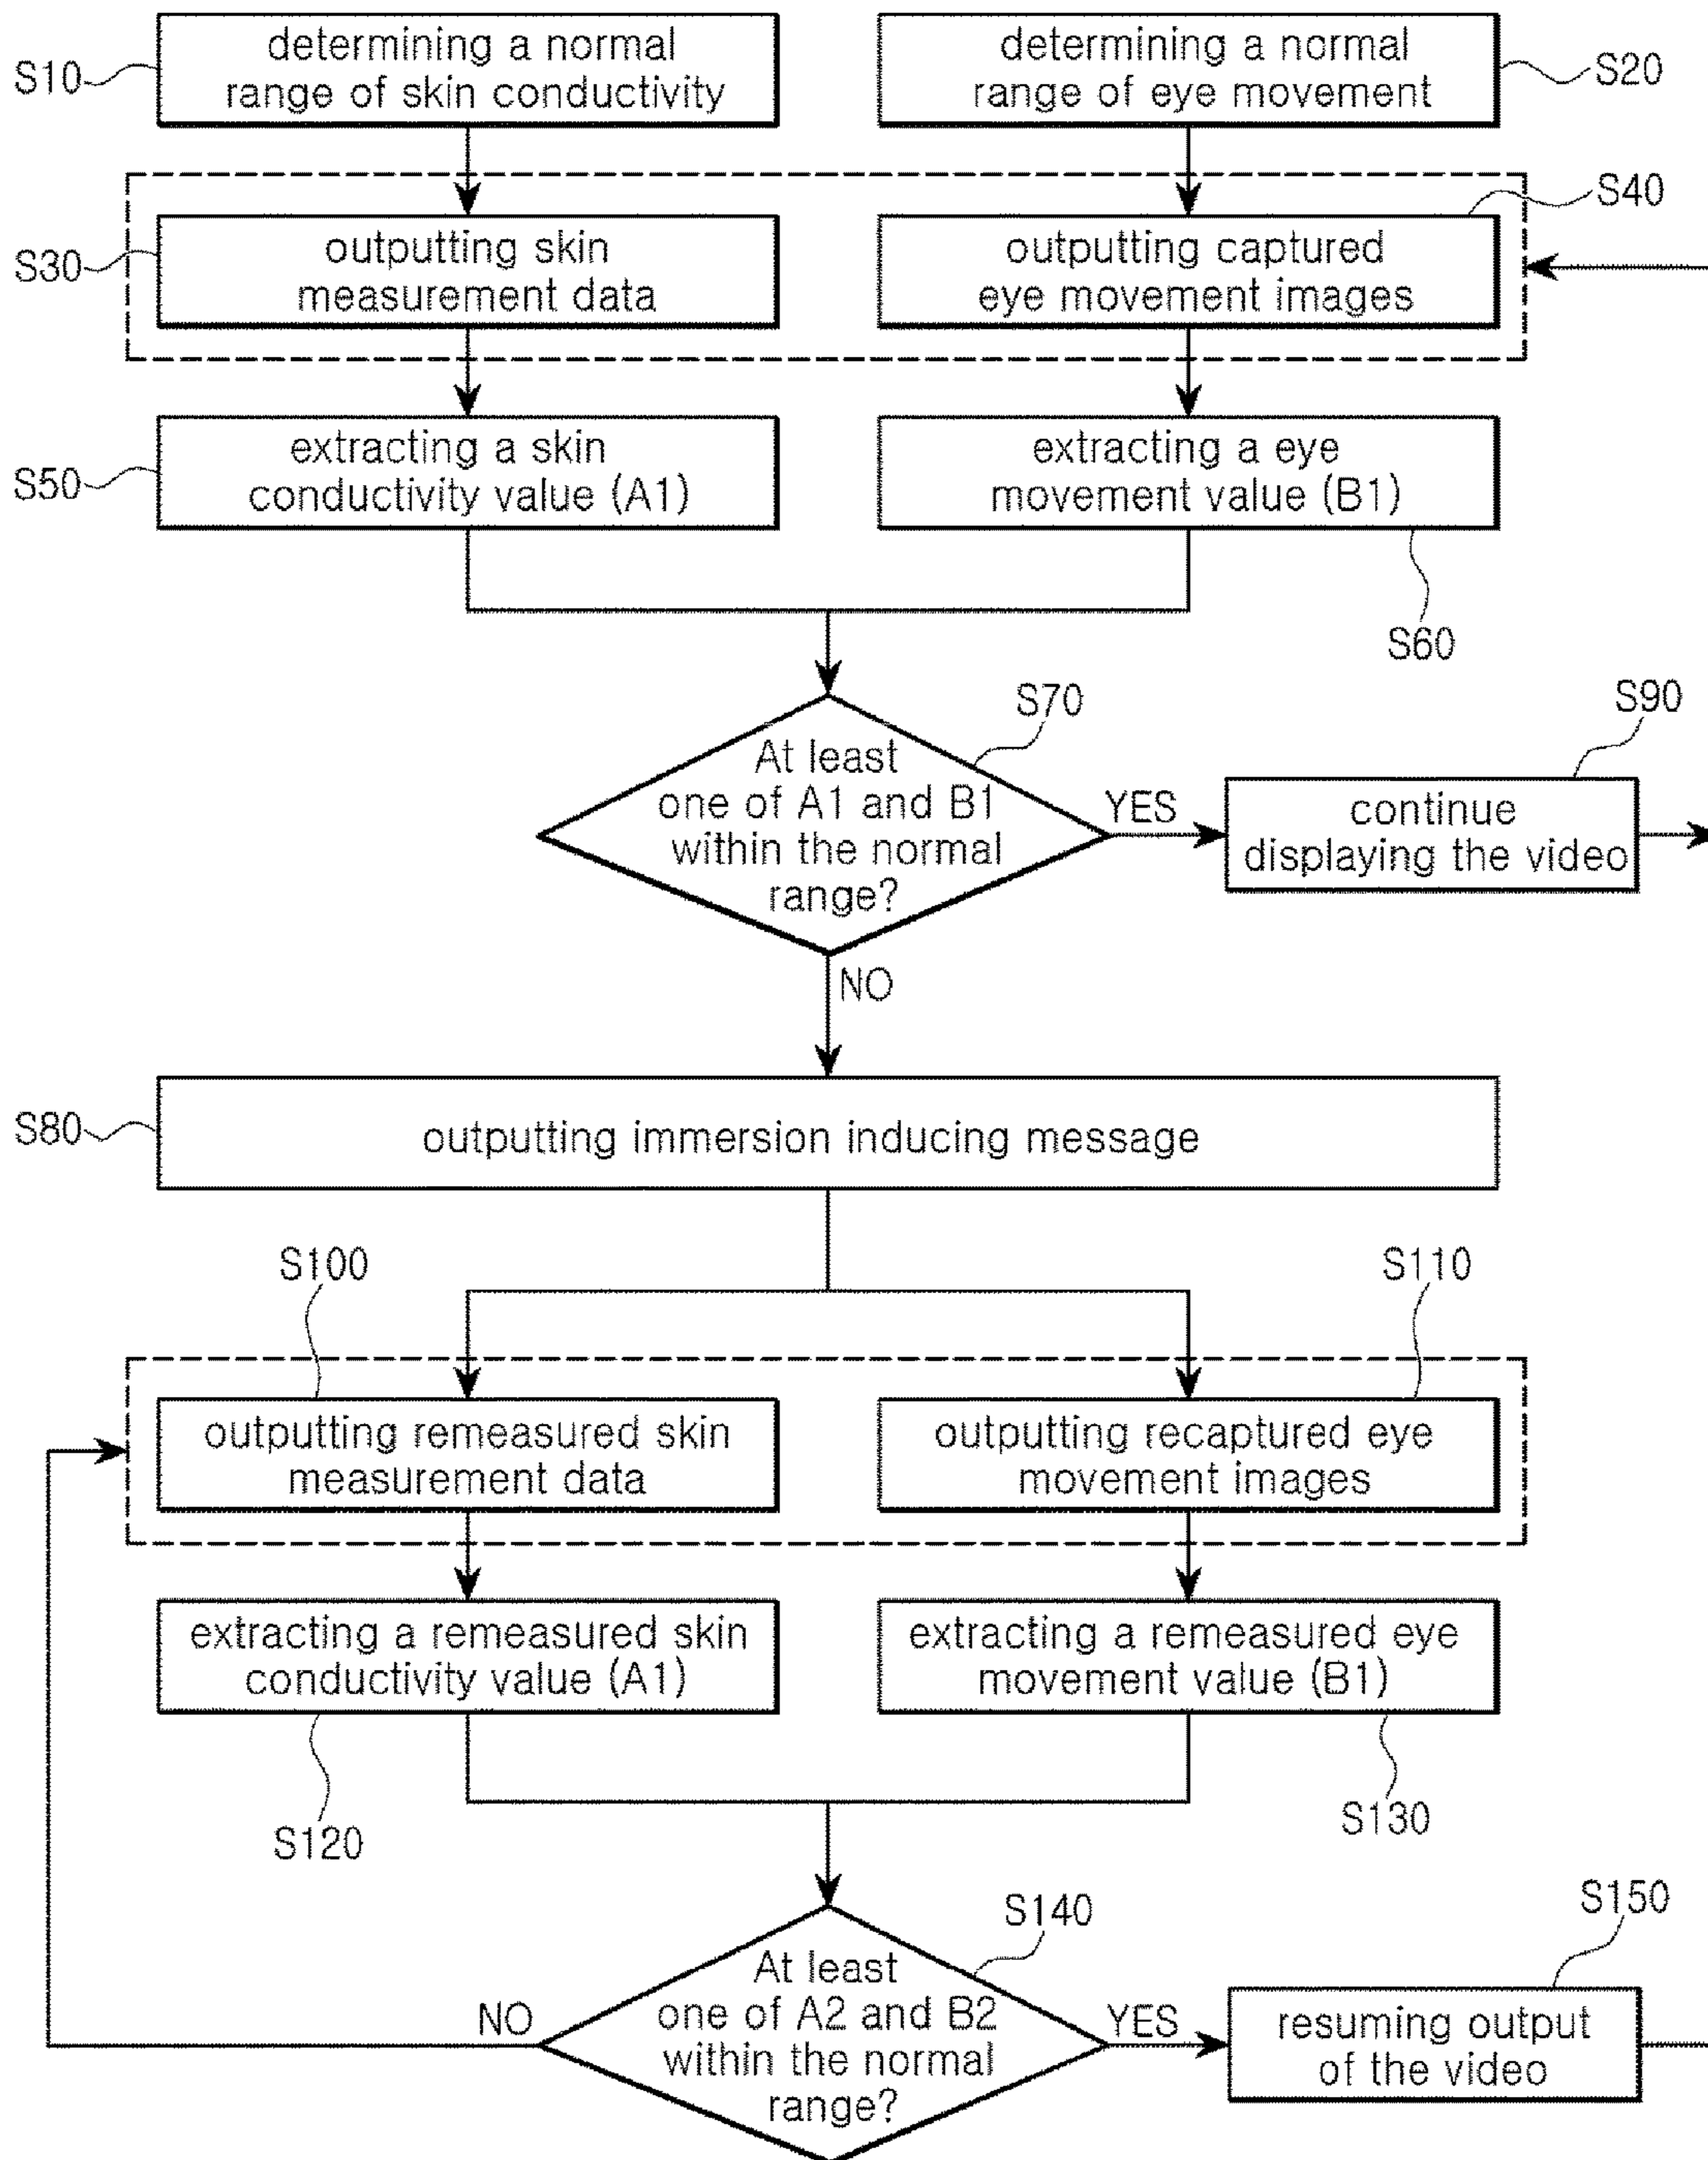 determining a normal
range of skin conductivity
S10
determining a normal
range of eye movement
S20
S40
outputting skin
measurement data
S30
outputting captured
eye movement images
extracting a skin
conductivity value (A1)
S50
extracting a eye
movement value (B1)
S60
S70
S90
At least
one of A1 and B1
within the normal
range?
YES
continue
displaying the video
NO
S80
outputting immersion inducing message
S100
S110
outputting remeasured skin
measurement data
outputting recaptured eye
movement images
extracting a remeasured skin
conductivity value (A1)
extracting a remeasured eye
movement value (B1)
S120
S130
S140
S150
At least
one of A2 and B2
within the normal
range?
NO
YES
resuming output
of the video